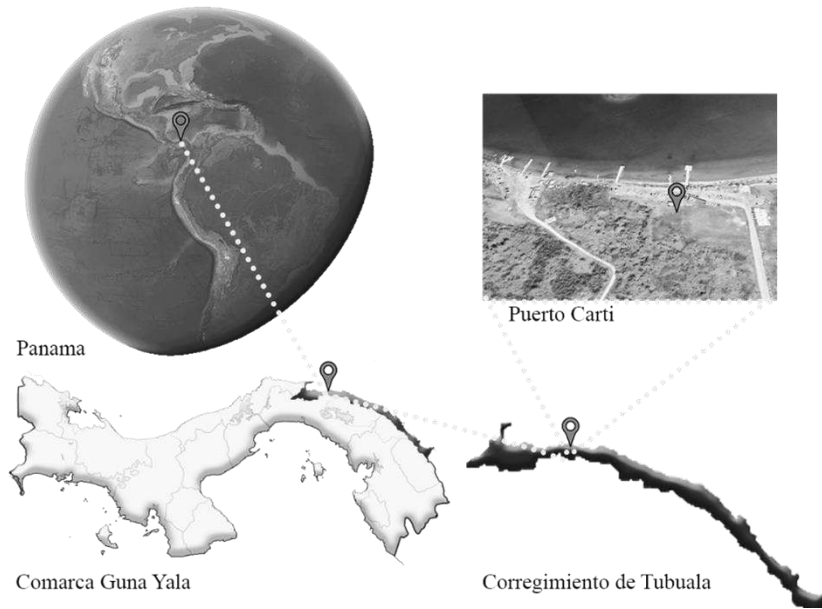 Panama
Puerto Carti
Comarca Guna Yala
Corregimiento de Tubuala